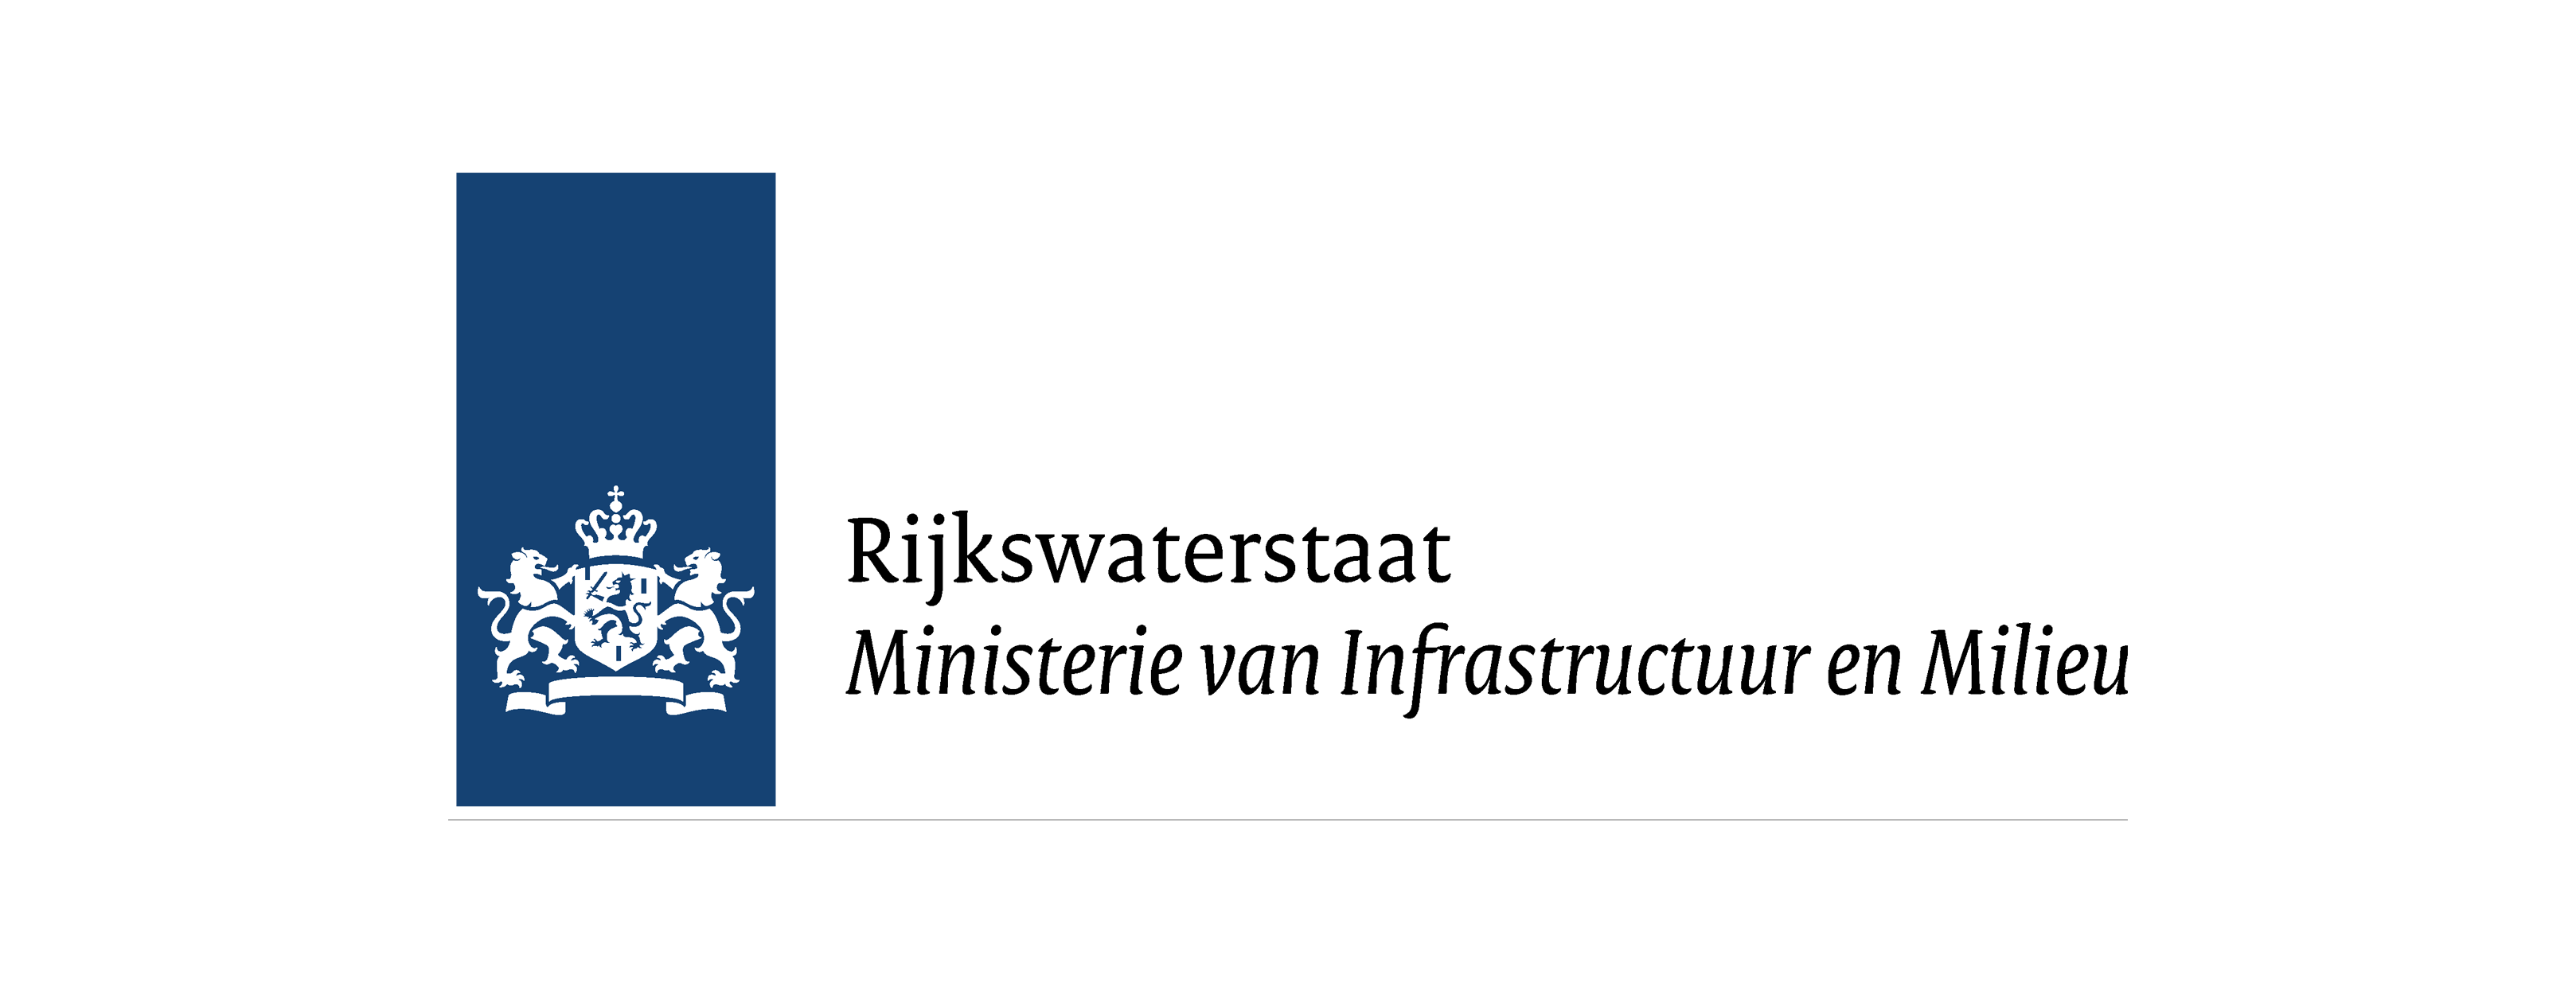 Rijkswaterstaat
Ministerie van Infrastructuur en Milieu